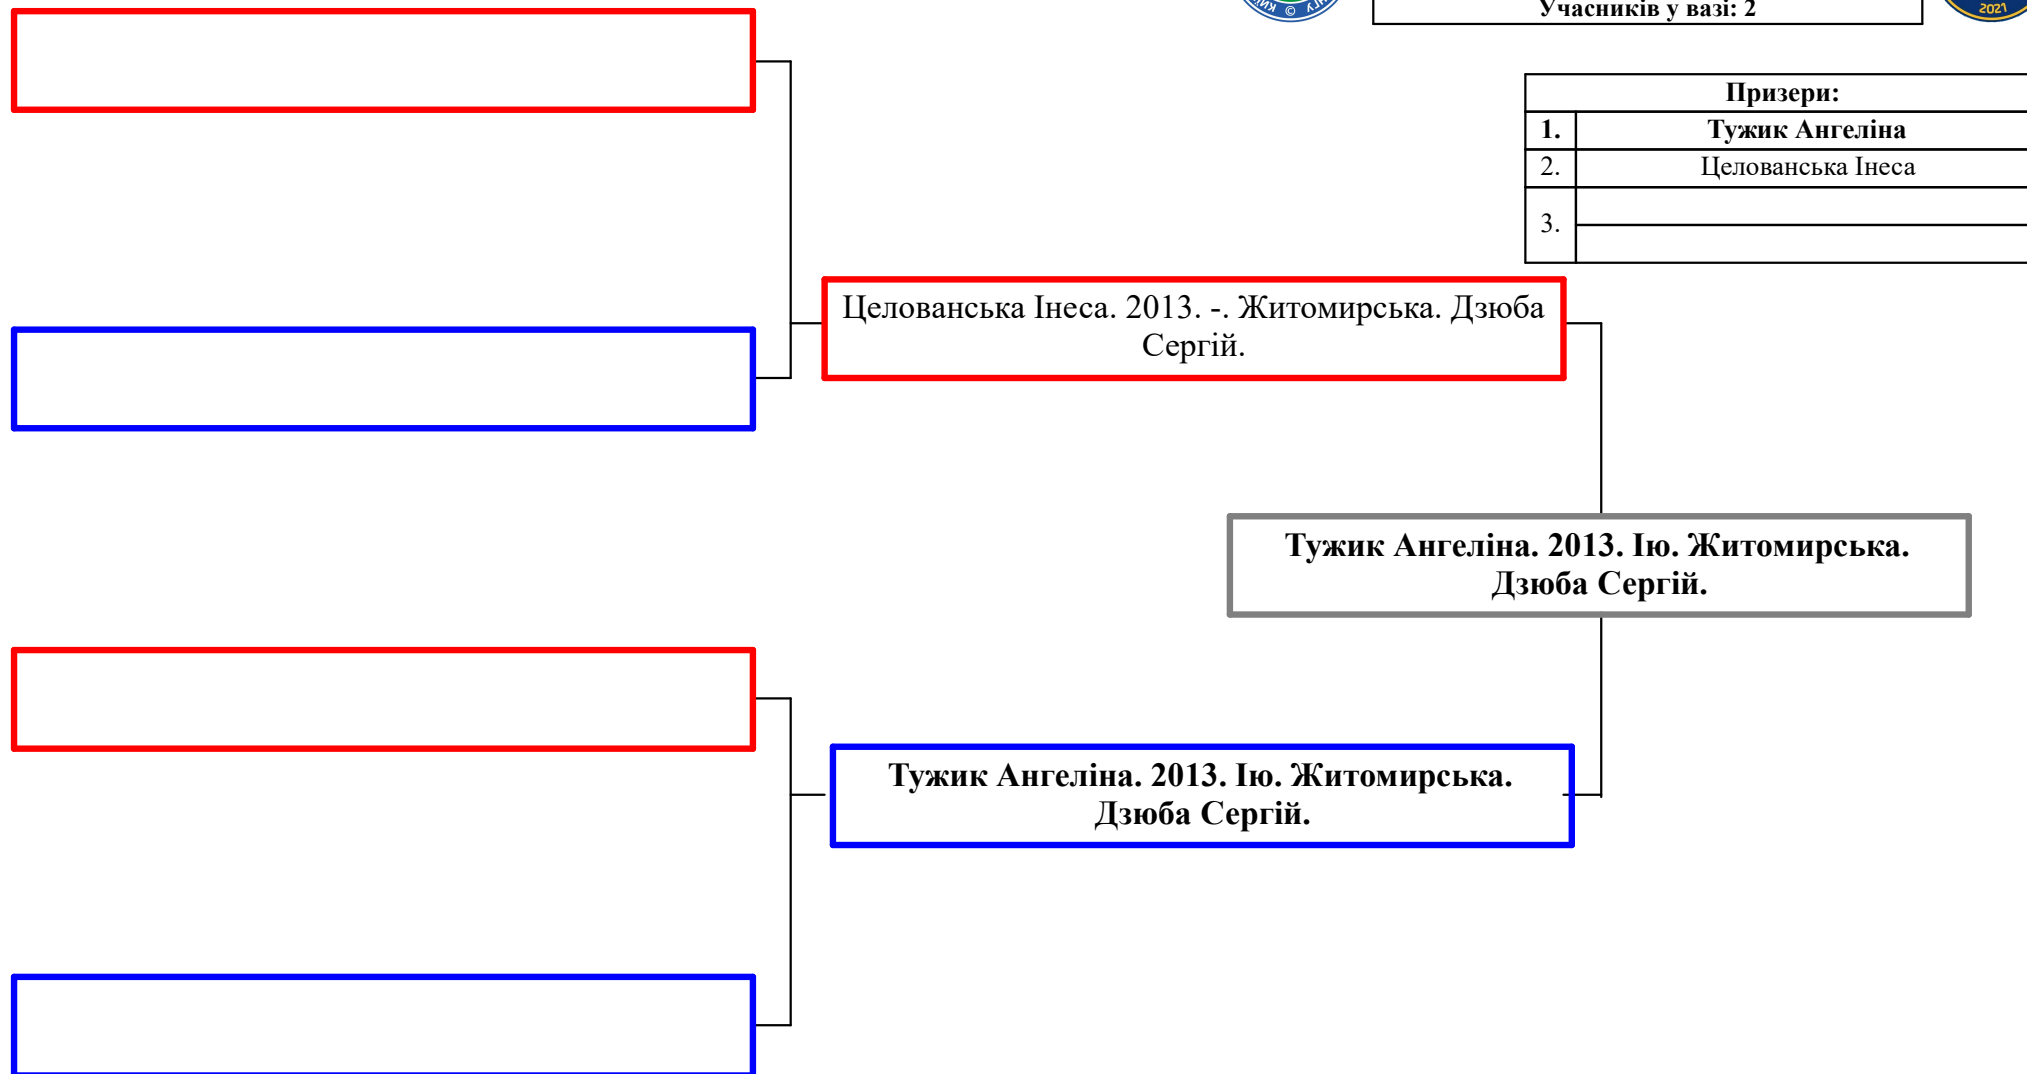 Учасників у вазі: 2
2021
Призери:
1. Тужик Ангеліна
2. Целованська Інеса
3.
Целованська Інеса. 2013. -. Житомирська. Дзюба
Сергій.
Тужик Ангеліна. 2013. Ію. Житомирська.
Дзюба Сергій.
Тужик Ангеліна. 2013. Ію. Житомирська.
Дзюба Сергій.